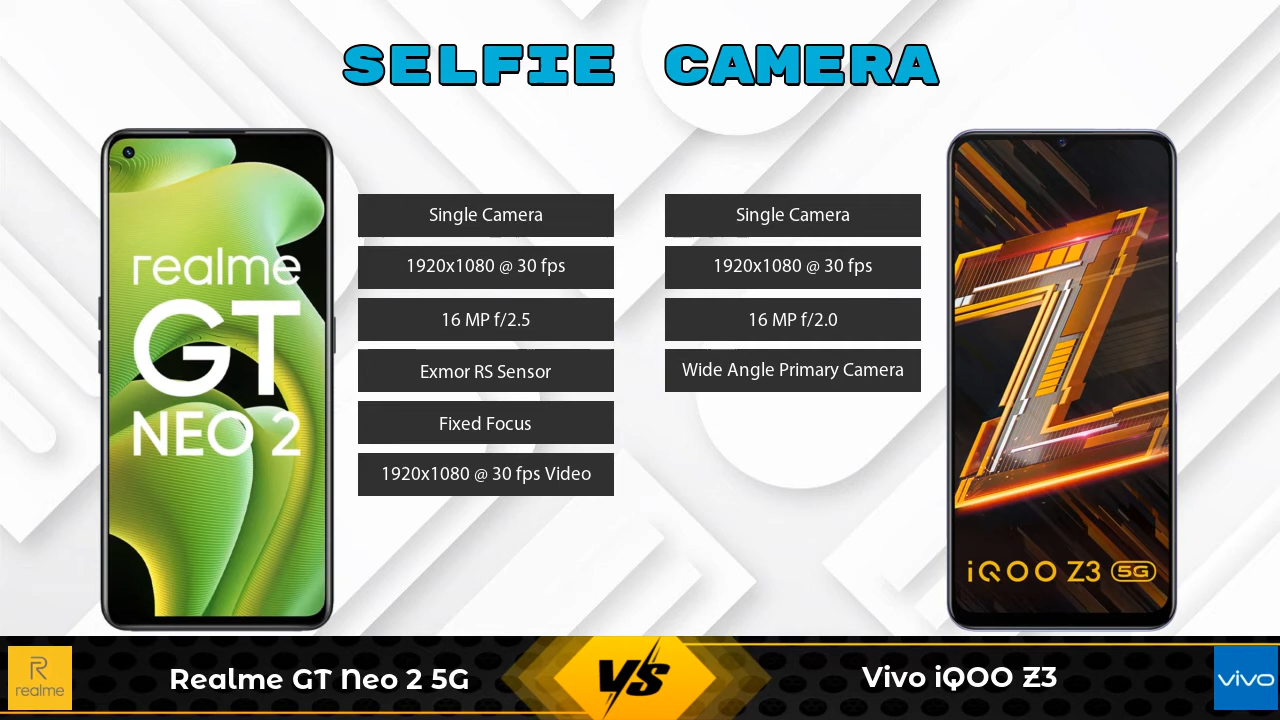 SELFIE CAMERA
realme
GT
NEO 2
Single Camera
1920x1080 @ 30 fps
16 MP f/2.5
Exmor RS Sensor
Fixed Focus
1920x1080 @ 30 fps Video
Single Camera
1920x1080 @ 30 fps
16 MP f/2.0
Wide Angle Primary Camera
Z
iQOO Z3 5G
R
realme
Realme GT Neo 2 5G
VS
Vivo iQOO Z3
vivo